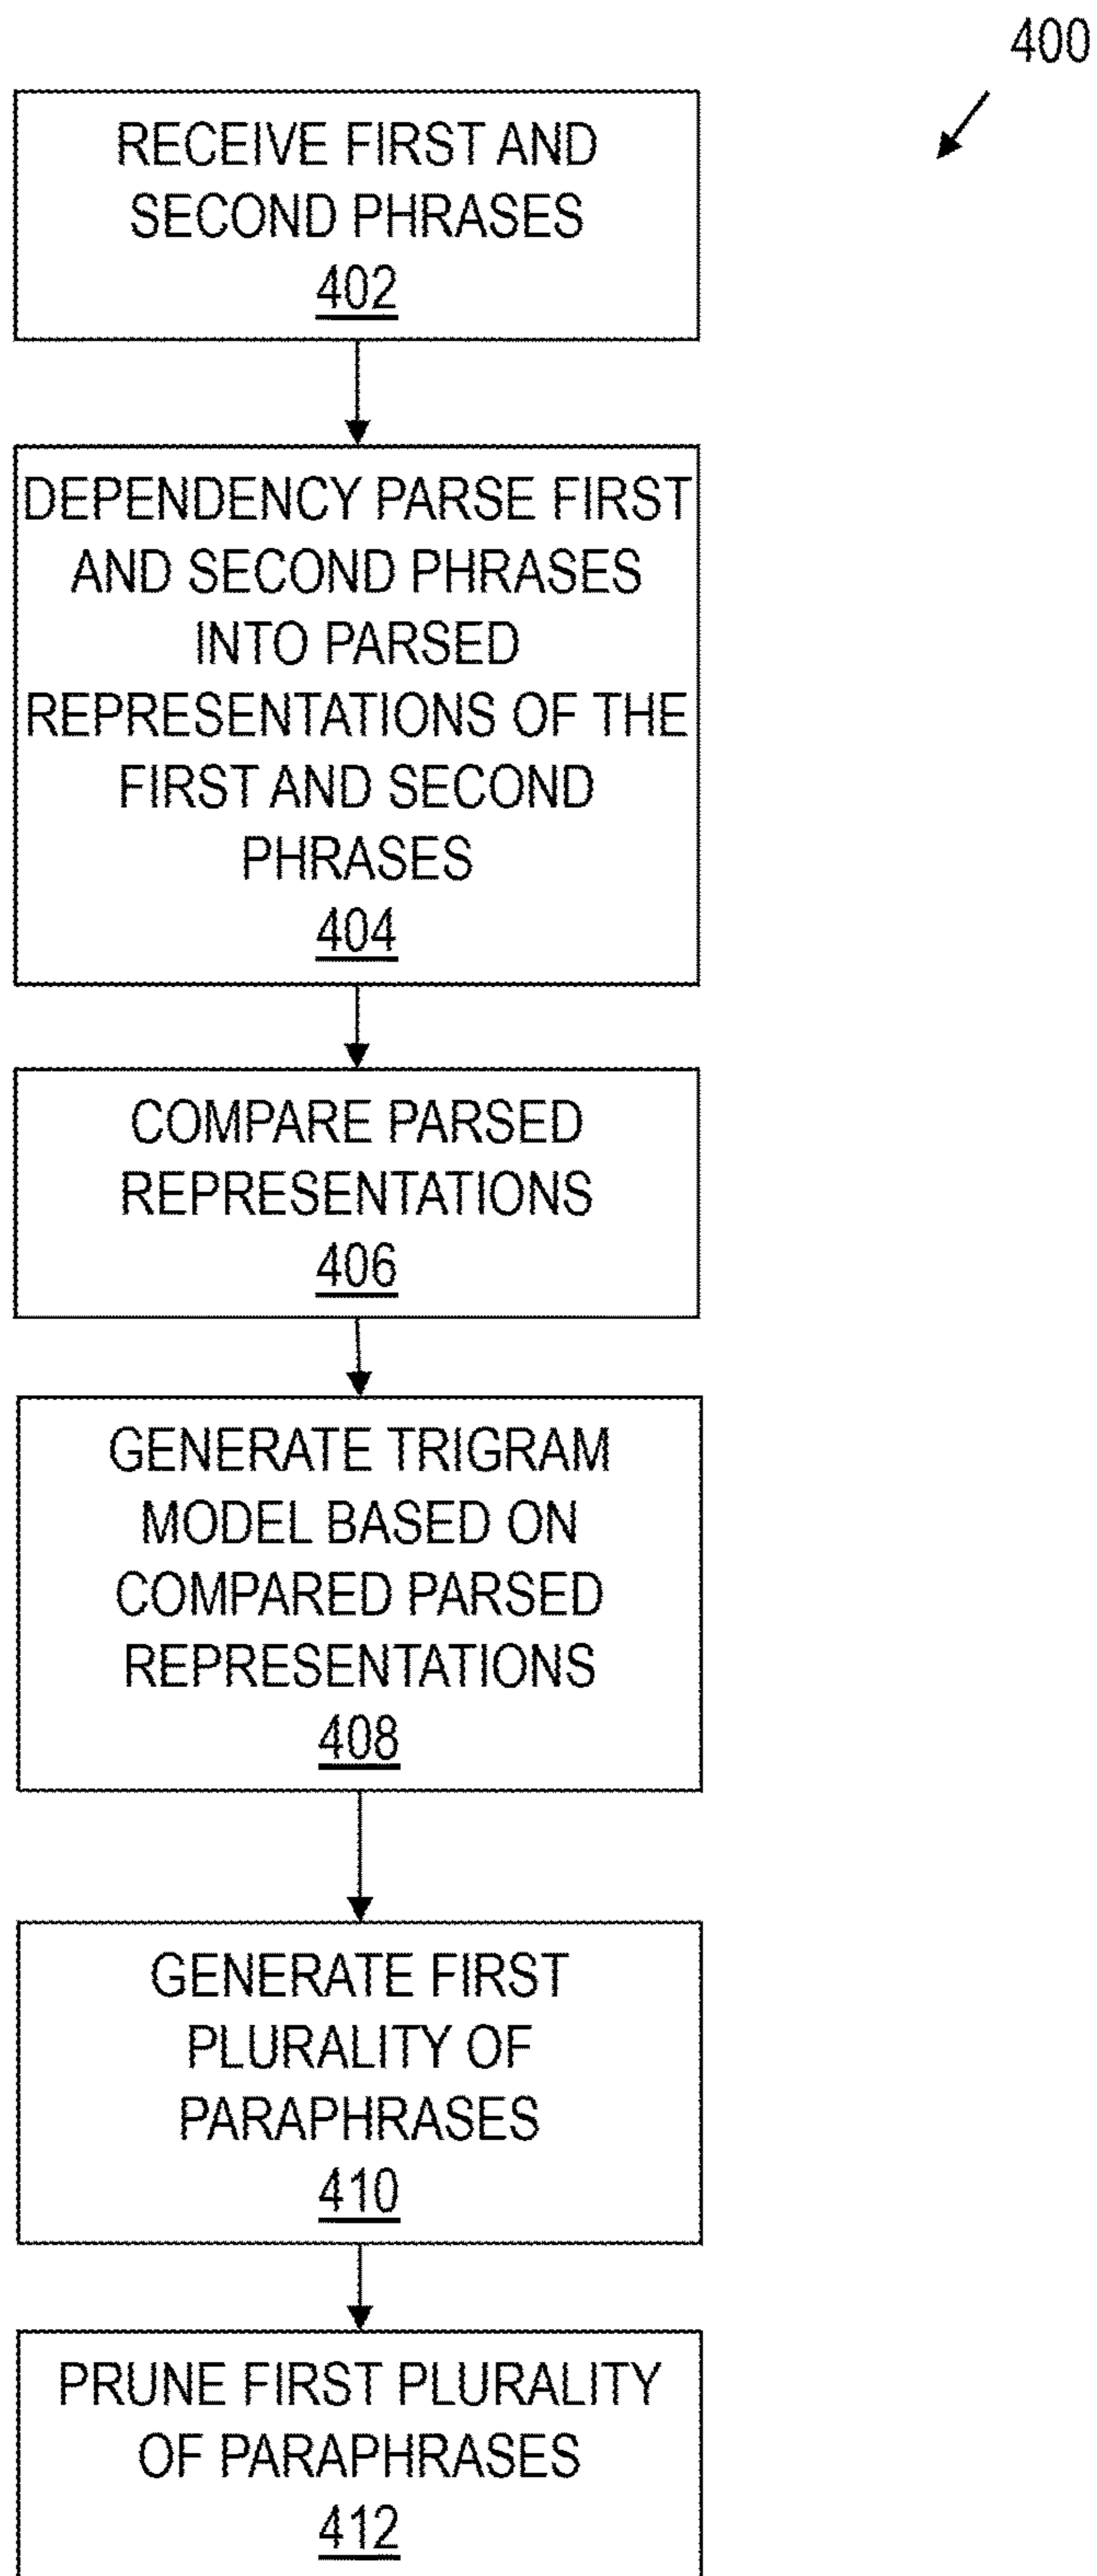 400
RECEIVE FIRST AND
SECOND PHRASES
402
DEPENDENCY PARSE FIRST
AND SECOND PHRASES
INTO PARSED
REPRESENTATIONS OF THE
FIRST AND SECOND
PHRASES
404
COMPARE PARSED
REPRESENTATIONS
406
GENERATE TRIGRAM
MODEL BASED ON
COMPARED PARSED
REPRESENTATIONS
408
GENERATE FIRST
PLURALITY OF
PARAPHRASES
410
PRUNE FIRST PLURALITY
OF PARAPHRASES
412